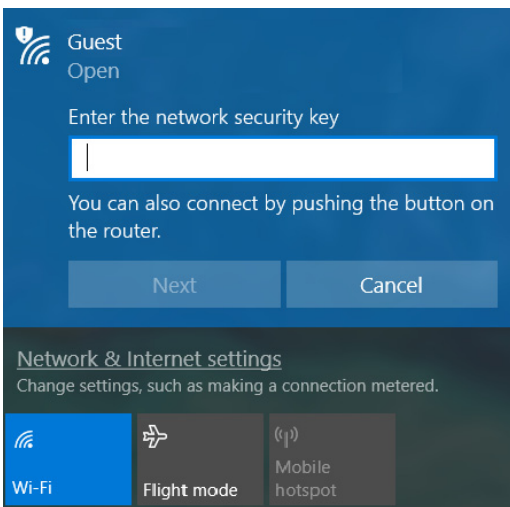 Guest
Open
Enter the network security key
You can also connect by pushing the button on
the router.
Next
Cancel
Network & Internet settings
Change settings, such as making a connection metered.
Wi-Fi
Flight mode
Mobile
hotspot